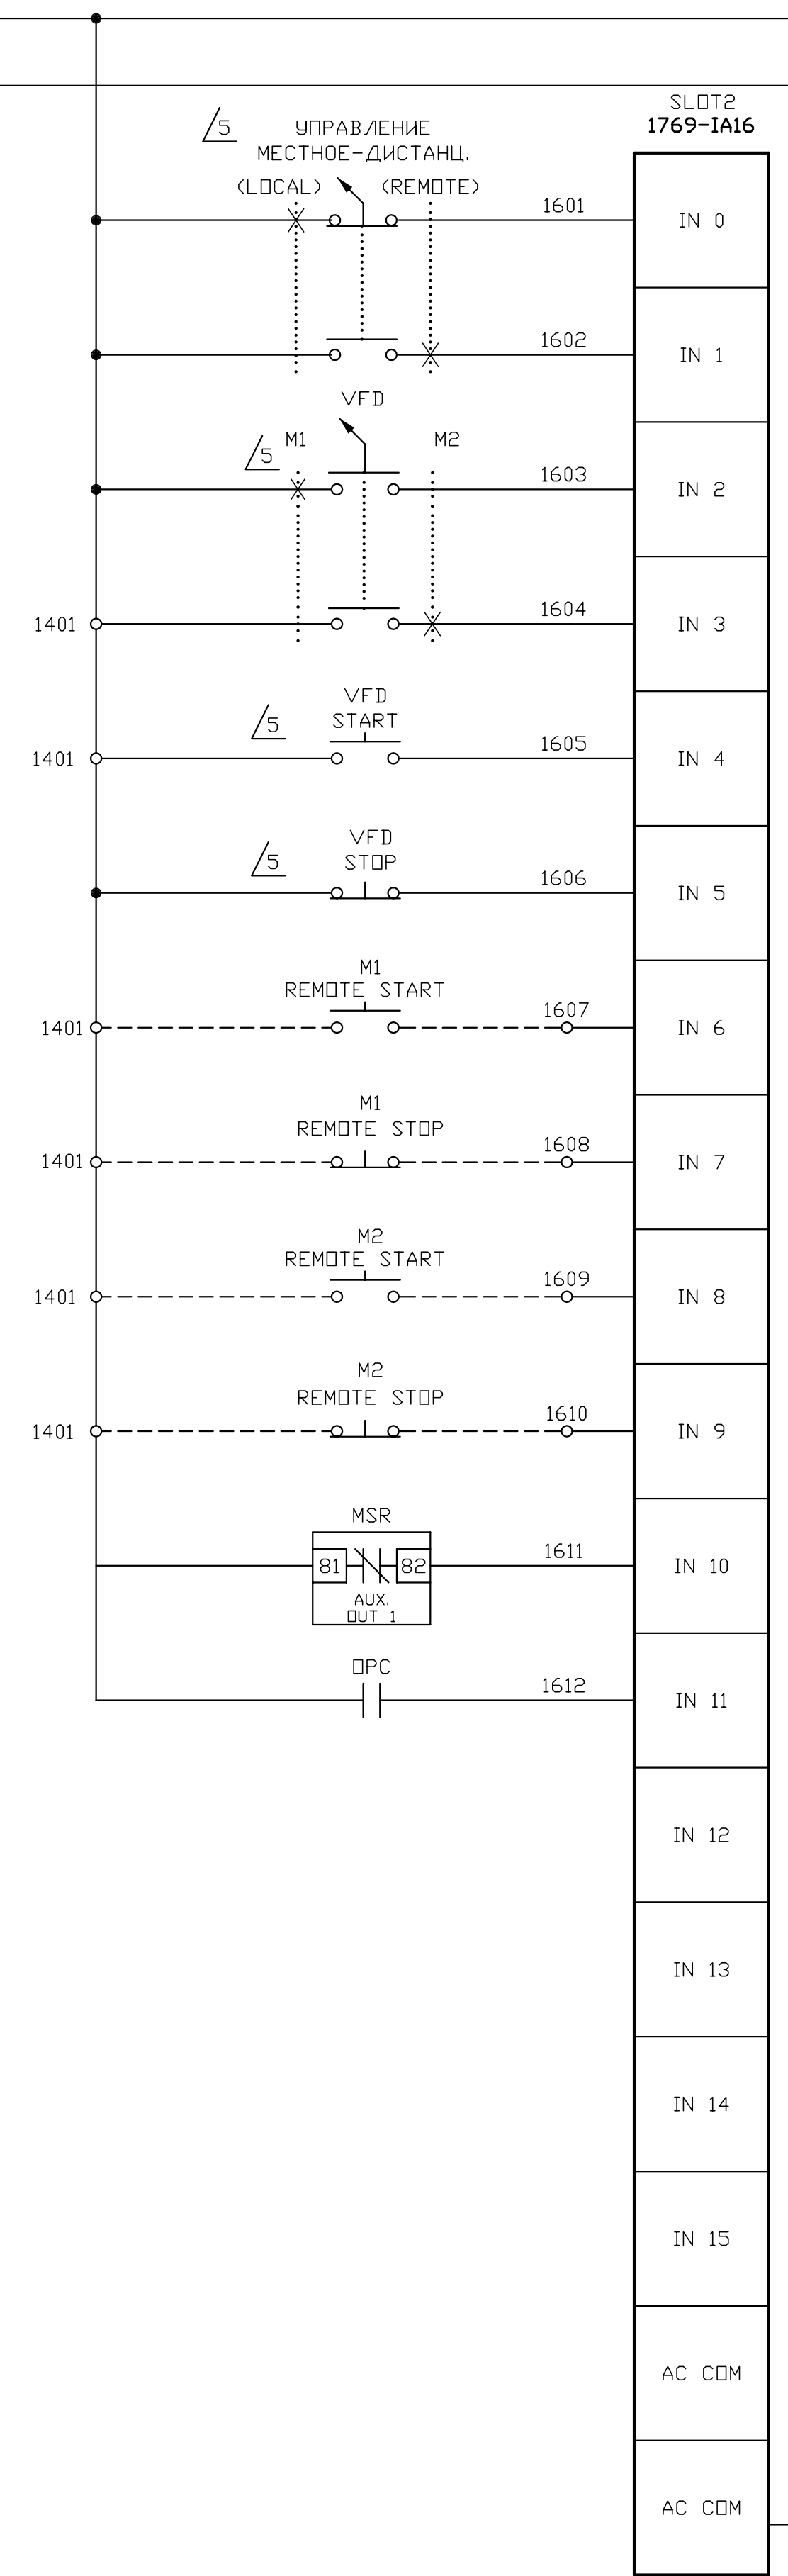 SLOT2
1769-IA16
5
УПРАВЛЕНИЕ
МЕСТНОЕ-ДИСТАНЦ.
(LOCAL)
(REMOTE)
1601
IN 0
1602
IN 1
VFD
5
M1
M2
1603
IN 2
1401
1604
IN 3
VFD
START
5
1401
1605
IN 4
VFD
STOP
5
1606
IN 5
M1
REMOTE START
1401
1607
IN 6
M1
REMOTE STOP
1401
1608
IN 7
M2
REMOTE START
1401
1609
IN 8
M2
REMOTE STOP
1401
1610
IN 9
MSR
81
82
AUX.
OUT 1
1611
IN 10
OPC
1612
IN 11
IN 12
IN 13
IN 14
IN 15
AC COM
AC COM